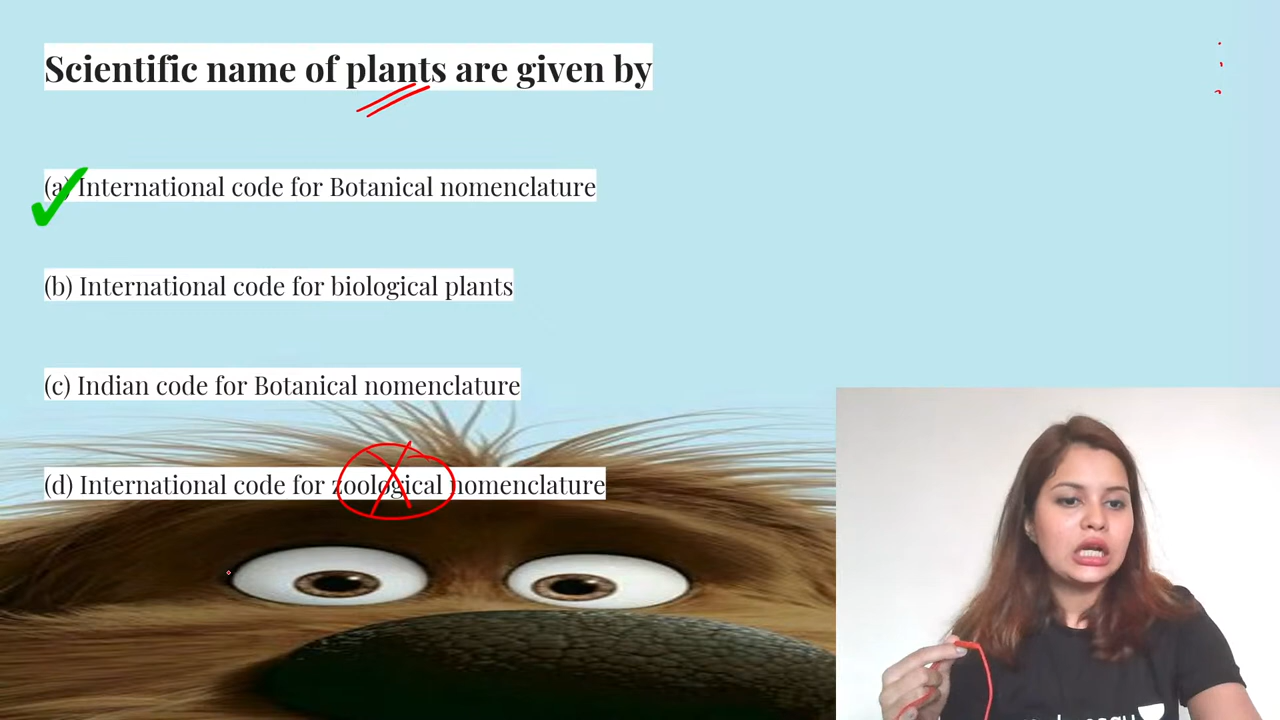 Scientific name of plants are given by
(a) International code for Botanical nomenclature
(b) International code for biological plants
(c) Indian code for Botanical nomenclature
(d) International code for zoological nomenclature